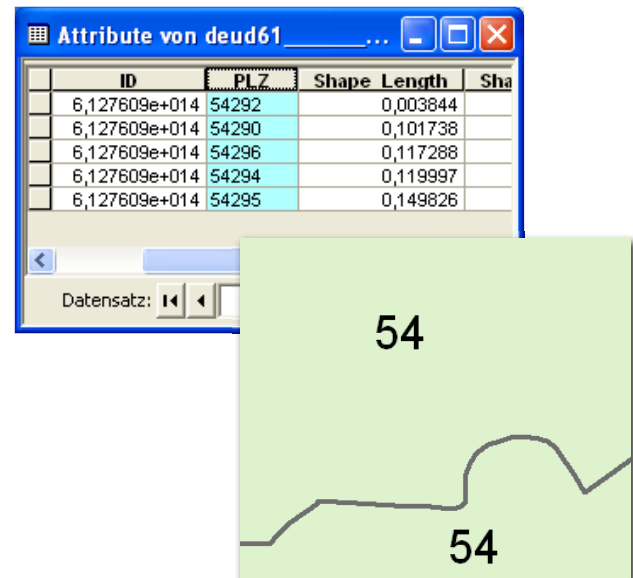 Attribute von deud61_______...
ID PLZ Shape_Length Sha
6,127609e+014 54292 0,003844
6,127609e+014 54290 0,101738
6,127609e+014 54296 0,117288
6,127609e+014 54294 0,119997
6,127609e+014 54295 0,149826
Datensatz:
54
54